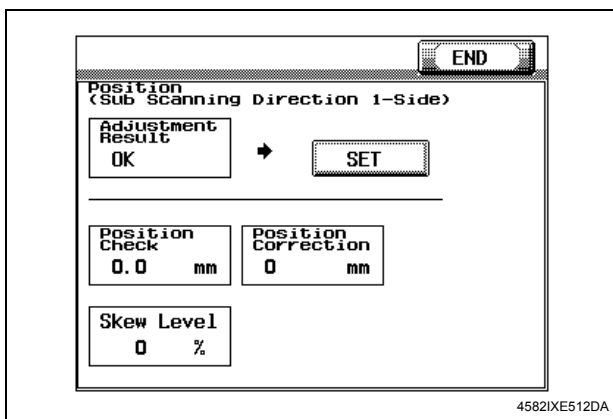 END
Position
(Sub Scanning Direction 1-Side)
Adjustment
Result
OK
SET
Position
Check
0.0 mm
Position
Correction
0 mm
Skew Level
0 %
4582IXE512DA